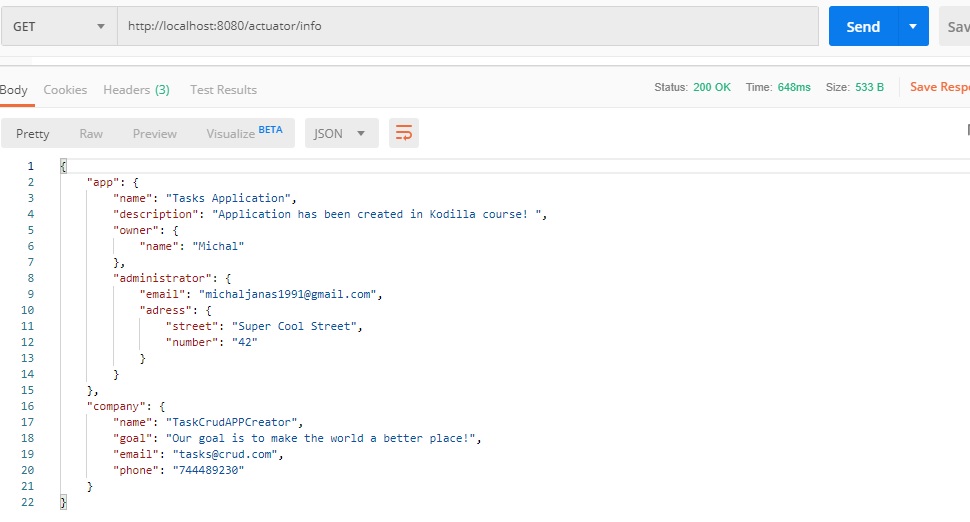 GET http://localhost:8080/actuator/info Send
Body Cookies Headers (3) Test Results Status: 200 OK Time: 648ms Size: 533 B
Pretty Raw Preview Visualize BETA JSON
1 {
2 "app": {
3 "name": "Tasks Application",
4 "description": "Application has been created in Kodilla course! ",
5 "owner": {
6 "name": "Michal"
7 },
8 "administrator": {
9 "email": "michaljanas1991@gmail.com",
10 "adress": {
11 "street": "Super Cool Street",
12 "number": "42"
13 }
14 }
15 },
16 "company": {
17 "name": "TaskCrudAPPCreator",
18 "goal": "Our goal is to make the world a better place!",
19 "email": "tasks@crud.com",
20 "phone": "744489230"
21 }
22 }